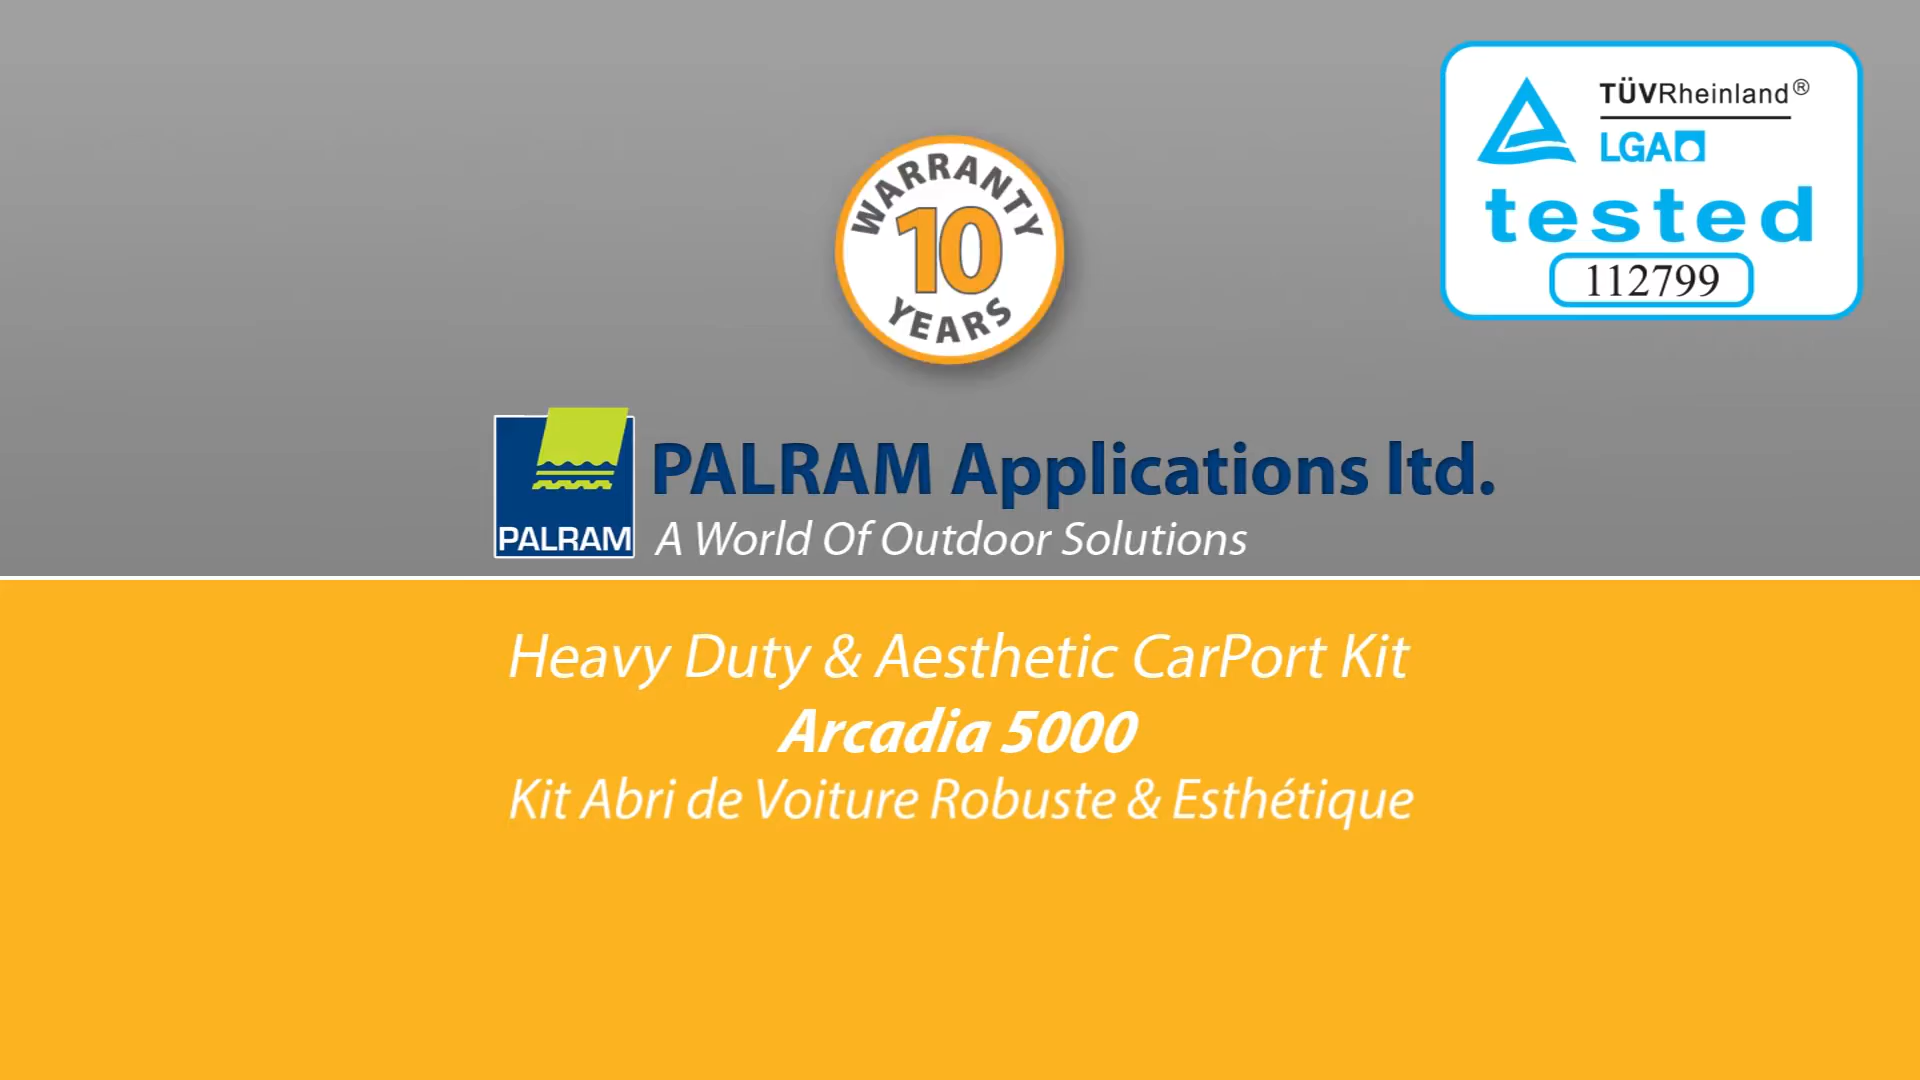 TÜVRheinland®
LGA
tested
112799
WARRANTY
10
YEARS
PALRAM
PALRAM Applications ltd.
A World Of Outdoor Solutions
Heavy Duty & Aesthetic CarPort Kit
Arcadia 5000
Kit Abri de Voiture Robuste & Esthétique